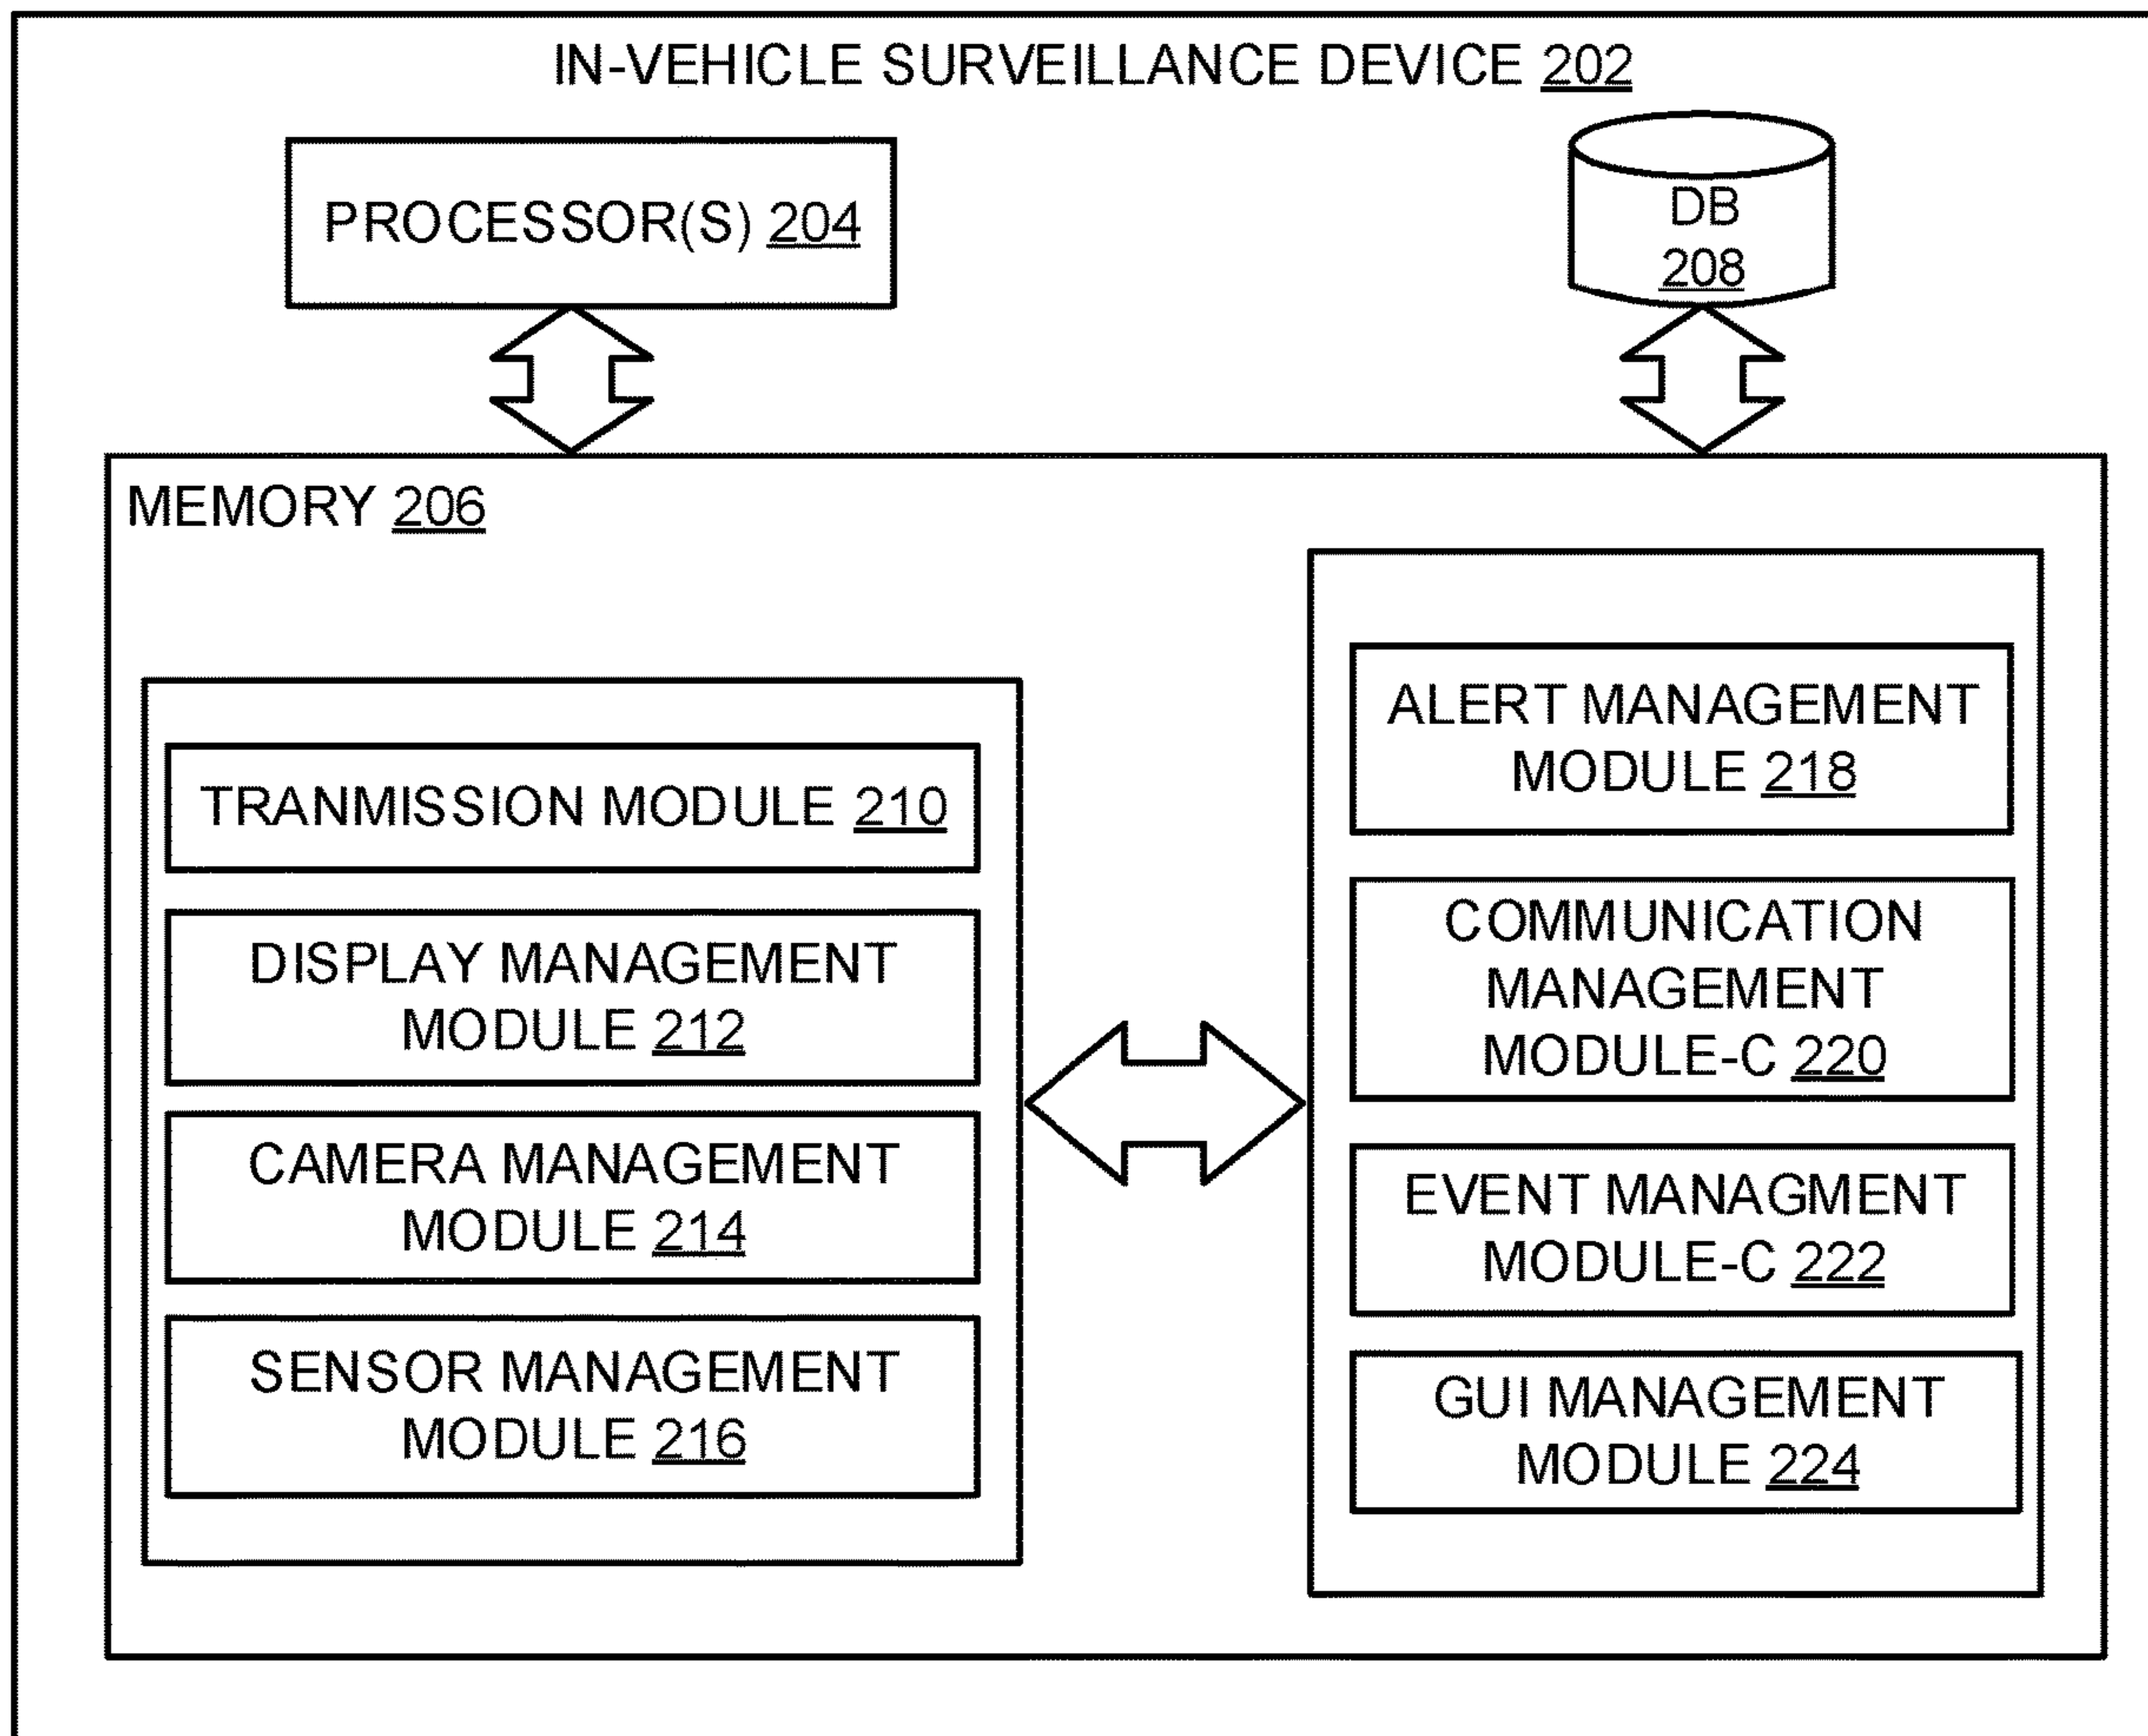 IN-VEHICLE SURVEILLANCE DEVICE 202
PROCESSOR(S) 204
DB
208
MEMORY 206
TRANMISSION MODULE 210
DISPLAY MANAGEMENT
MODULE 212
CAMERA MANAGEMENT
MODULE 214
SENSOR MANAGEMENT
MODULE 216
ALERT MANAGEMENT
MODULE 218
COMMUNICATION
MANAGEMENT
MODULE-C 220
EVENT MANAGMENT
MODULE-C 222
GUI MANAGEMENT
MODULE 224